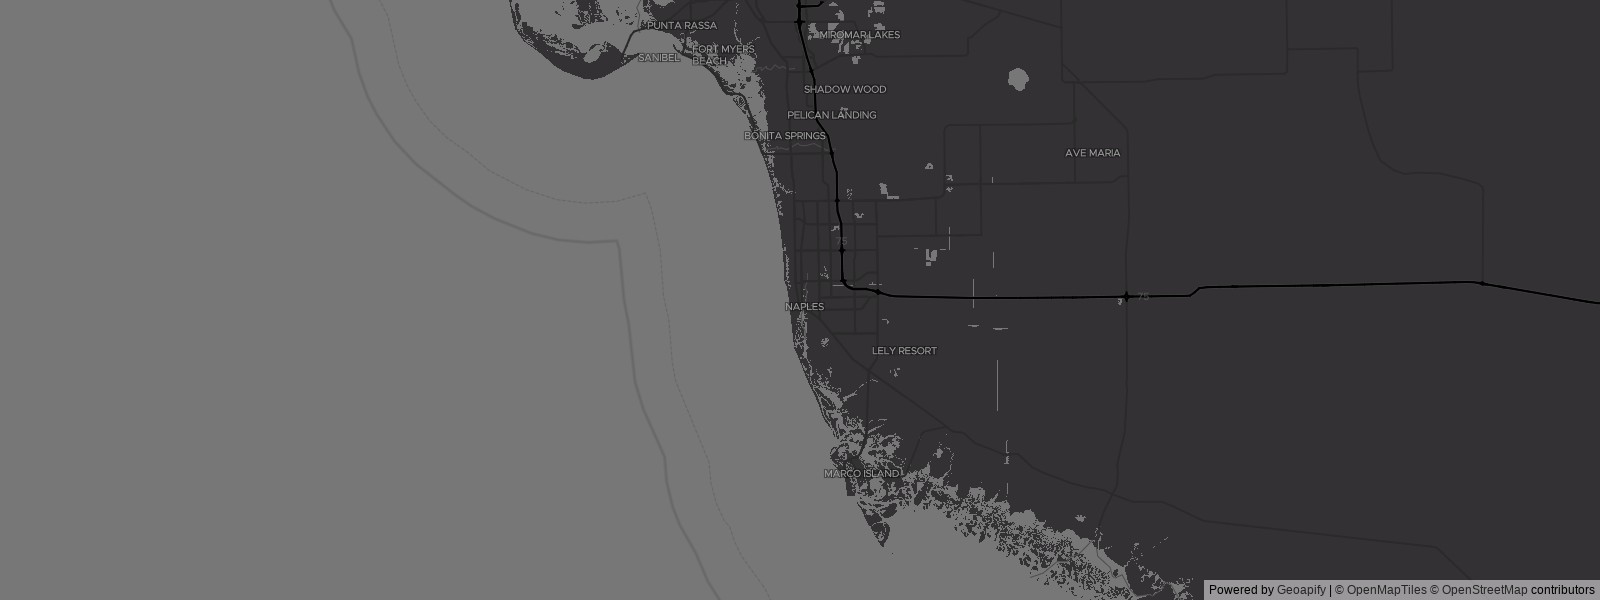 PUNTA RASSA
MIROMAR LAKES
FORT MYERS
BEACH
SANIBEL
SHADOW WOOD
PELICAN LANDING
BONITA SPRINGS
AVE MARIA
75
75
NAPLES
LELY RESORT
MARCO ISLAND
Powered by Geoapify | © OpenMapTiles © OpenStreetMap contributors